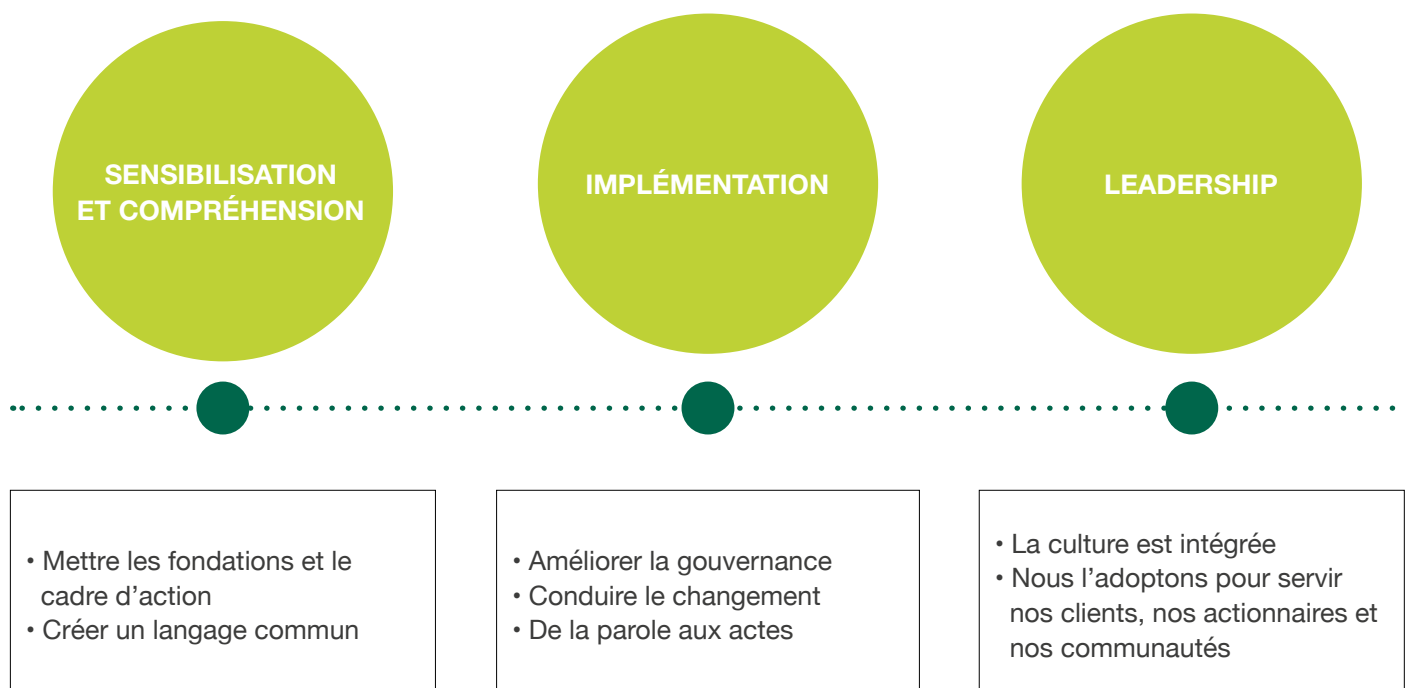 SENSIBILISATION
ET COMPRÉHENSION
IMPLÉMENTATION
LEADERSHIP
• Mettre les fondations et le
cadre d’action
• Créer un langage commun
• Améliorer la gouvernance
• Conduire le changement
• De la parole aux actes
• La culture est intégrée
• Nous l’adoptons pour servir
nos clients, nos actionnaires et
nos communautés